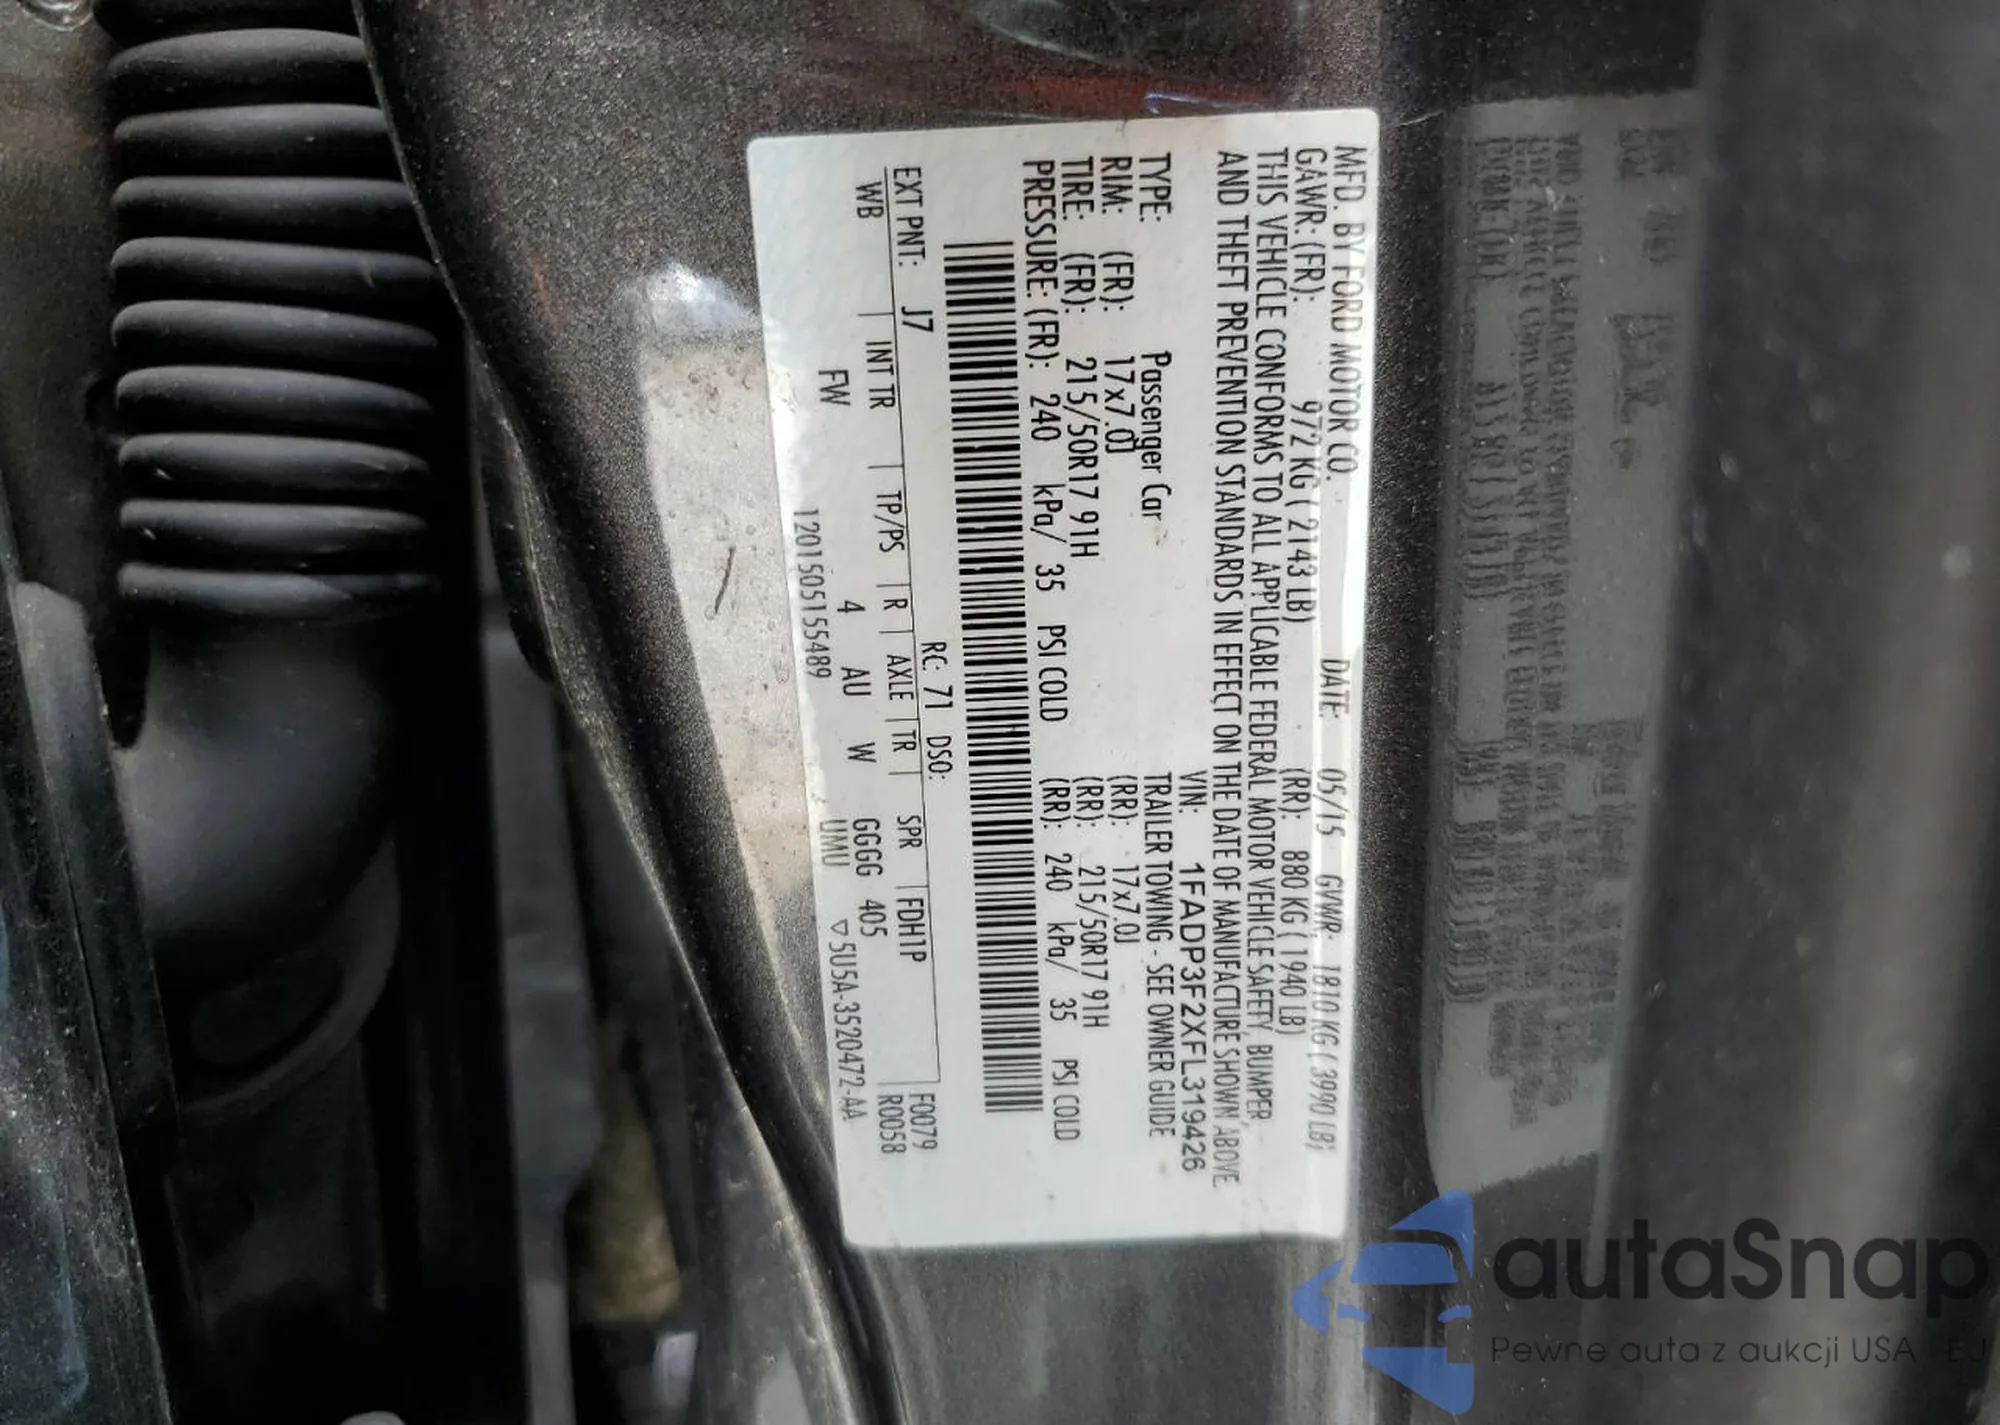 MFD. BY FORD MOTOR CO.
DATE: 05/15 GVWR: 1810 KG ( 3990 LB)
GAWR: (FR): 972 KG ( 2143 LB) (RR): 880 KG ( 1940 LB)
THIS VEHICLE CONFORMS TO ALL APPLICABLE FEDERAL MOTOR VEHICLE SAFETY, BUMPER,
AND THEFT PREVENTION STANDARDS IN EFFECT ON THE DATE OF MANUFACTURE SHOWN ABOVE.
VIN: 1FADP3F2XFL319426
TYPE: Passenger Car TRAILER TOWING - SEE OWNER GUIDE
RIM: (FR): 17x7.0J (RR): 17x7.0J
TIRE: (FR): 215/50R17 91H (RR): 215/50R17 91H
PRESSURE: (FR): 240 kPa/ 35 PSI COLD (RR): 240 kPa/ 35 PSI COLD
EXT PNT: J7 RC: 71 DSO: F0079
WB INT TR TP/PS R AXLE TR SPR FDH1P R0058
FW 4 AU W GGGG 405
120150515548​9 UMU ▽5U5A-3520472-AA
autaSnap
Pewne auta z aukcji USA